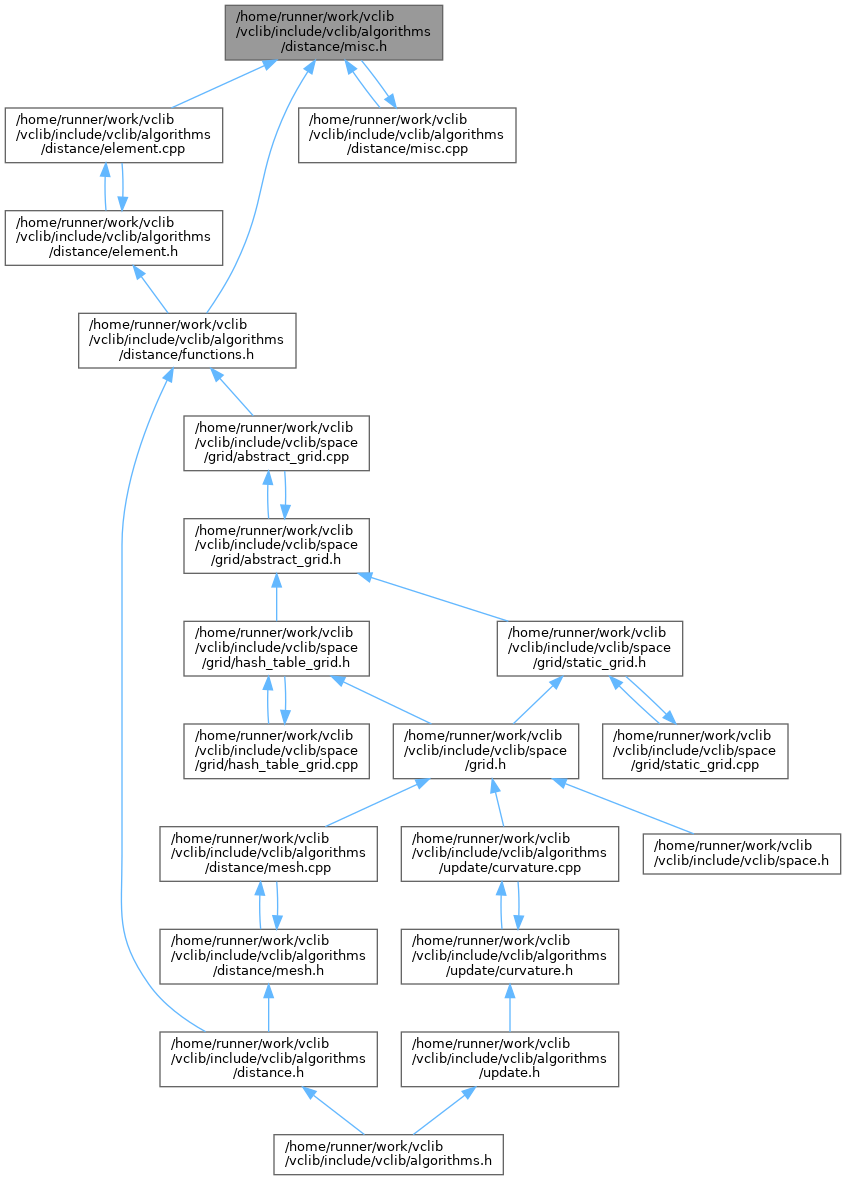 /home/runner/work/vclib
/vclib/include/vclib/algorithms
/distance/misc.h
/home/runner/work/vclib
/vclib/include/vclib/algorithms
/distance/element.cpp
/home/runner/work/vclib
/vclib/include/vclib/algorithms
/distance/misc.cpp
/home/runner/work/vclib
/vclib/include/vclib/algorithms
/distance/element.h
/home/runner/work/vclib
/vclib/include/vclib/algorithms
/distance/functions.h
/home/runner/work/vclib
/vclib/include/vclib/space
/grid/abstract_grid.cpp
/home/runner/work/vclib
/vclib/include/vclib/space
/grid/abstract_grid.h
/home/runner/work/vclib
/vclib/include/vclib/space
/grid/hash_table_grid.h
/home/runner/work/vclib
/vclib/include/vclib/space
/grid/static_grid.h
/home/runner/work/vclib
/vclib/include/vclib/space
/grid/hash_table_grid.cpp
/home/runner/work/vclib
/vclib/include/vclib/space
/grid.h
/home/runner/work/vclib
/vclib/include/vclib/space
/grid/static_grid.cpp
/home/runner/work/vclib
/vclib/include/vclib/algorithms
/distance/mesh.cpp
/home/runner/work/vclib
/vclib/include/vclib/algorithms
/update/curvature.cpp
/home/runner/work/vclib
/vclib/include/vclib/space.h
/home/runner/work/vclib
/vclib/include/vclib/algorithms
/distance/mesh.h
/home/runner/work/vclib
/vclib/include/vclib/algorithms
/update/curvature.h
/home/runner/work/vclib
/vclib/include/vclib/algorithms
/distance.h
/home/runner/work/vclib
/vclib/include/vclib/algorithms
/update.h
/home/runner/work/vclib
/vclib/include/vclib/algorithms.h